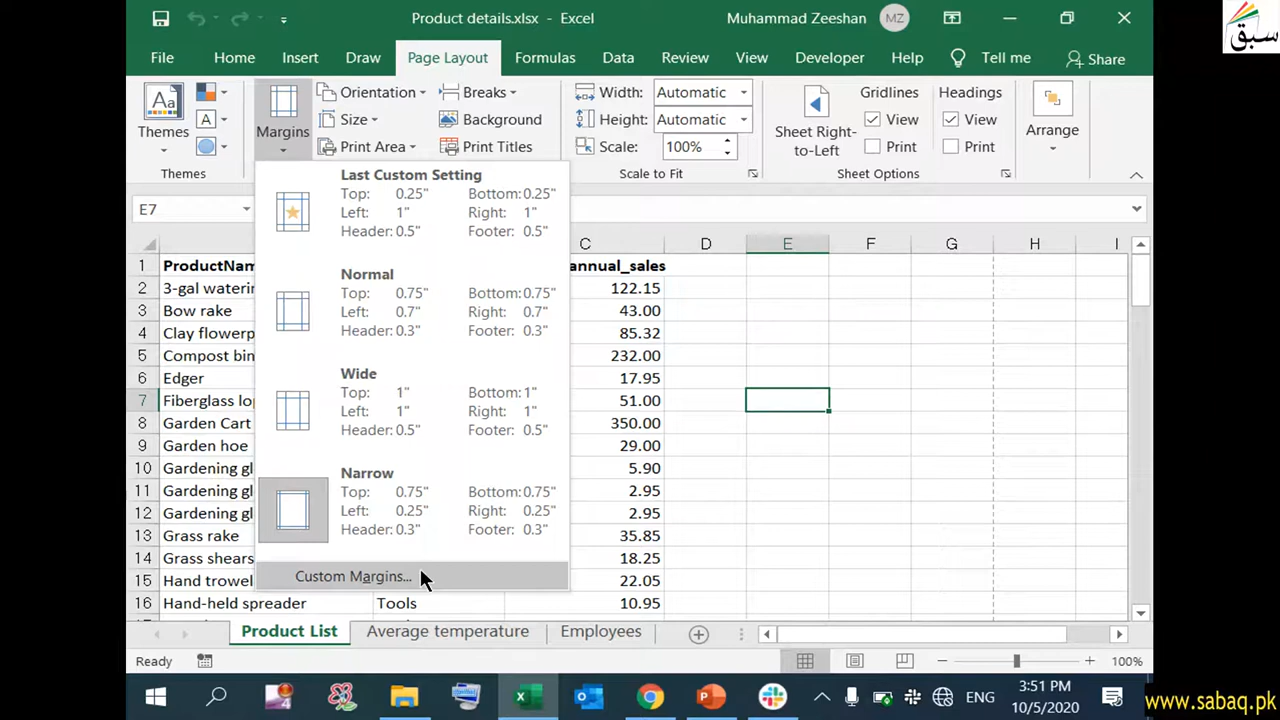 Product details.xlsx - Excel
Muhammad Zeeshan MZ
سبق
File Home Insert Draw Page Layout Formulas Data Review View Developer Help Tell me Share
Themes
Margins
Orientation
Size
Print Area
Breaks
Background
Print Titles
Width: Automatic
Height: Automatic
Scale: 100%
Sheet Right-to-Left
Gridlines
View
Print
Headings
View
Print
Arrange
Themes
Scale to Fit
Sheet Options
E7
Last Custom Setting
Top: 0.25" Bottom: 0.25"
Left: 1" Right: 1"
Header: 0.5" Footer: 0.5"
Normal
Top: 0.75" Bottom: 0.75"
Left: 0.7" Right: 0.7"
Header: 0.3" Footer: 0.3"
Wide
Top: 1" Bottom: 1"
Left: 1" Right: 1"
Header: 0.5" Footer: 0.5"
Narrow
Top: 0.75" Bottom: 0.75"
Left: 0.25" Right: 0.25"
Header: 0.3" Footer: 0.3"
Custom Margins...
C D E F G H I
1 ProductNam annual_sales
2 3-gal waterin 122.15
3 Bow rake 43.00
4 Clay flowerp 85.32
5 Compost bin 232.00
6 Edger 17.95
7 Fiberglass lo 51.00
8 Garden Cart 350.00
9 Garden hoe 29.00
10 Gardening gl 5.90
11 Gardening gl 2.95
12 Gardening gl 2.95
13 Grass rake 35.85
14 Grass shears 18.25
15 Hand trowel 22.05
16 Hand-held spreader Tools 10.95
Product List Average temperature Employees
Ready 100%
4 ENG 3:51 PM
10/5/2020
www.sabaq.pk